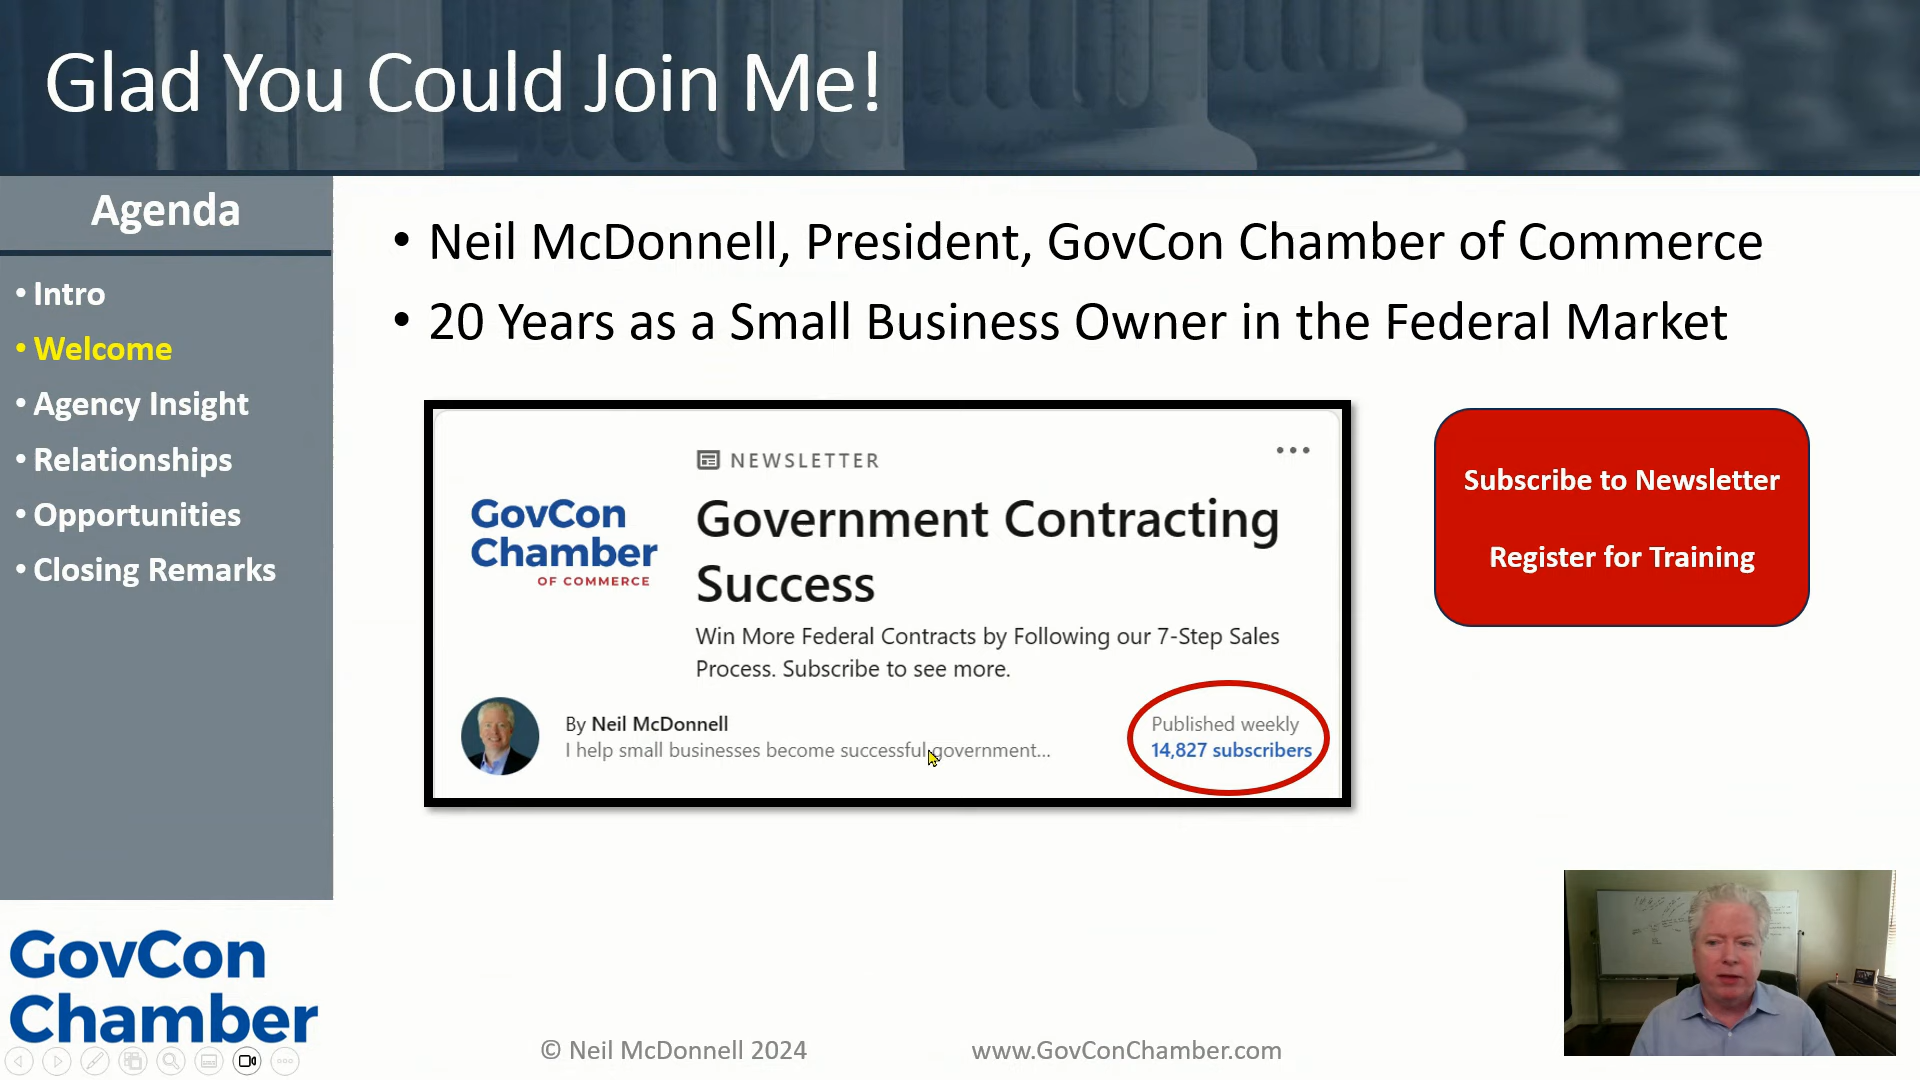 Glad You Could Join Me!
Agenda
• Intro
• Welcome
• Agency Insight
• Relationships
• Opportunities
• Closing Remarks
• Neil McDonnell, President, GovCon Chamber of Commerce
• 20 Years as a Small Business Owner in the Federal Market
NEWSLETTER
GovCon
Chamber
OF COMMERCE
Government Contracting
Success
Win More Federal Contracts by Following our 7-Step Sales
Process. Subscribe to see more.
By Neil McDonnell
I help small businesses become successful government...
Published weekly
14,827 subscribers
Subscribe to Newsletter
Register for Training
GovCon
Chamber
© Neil McDonnell 2024
www.GovConChamber.com